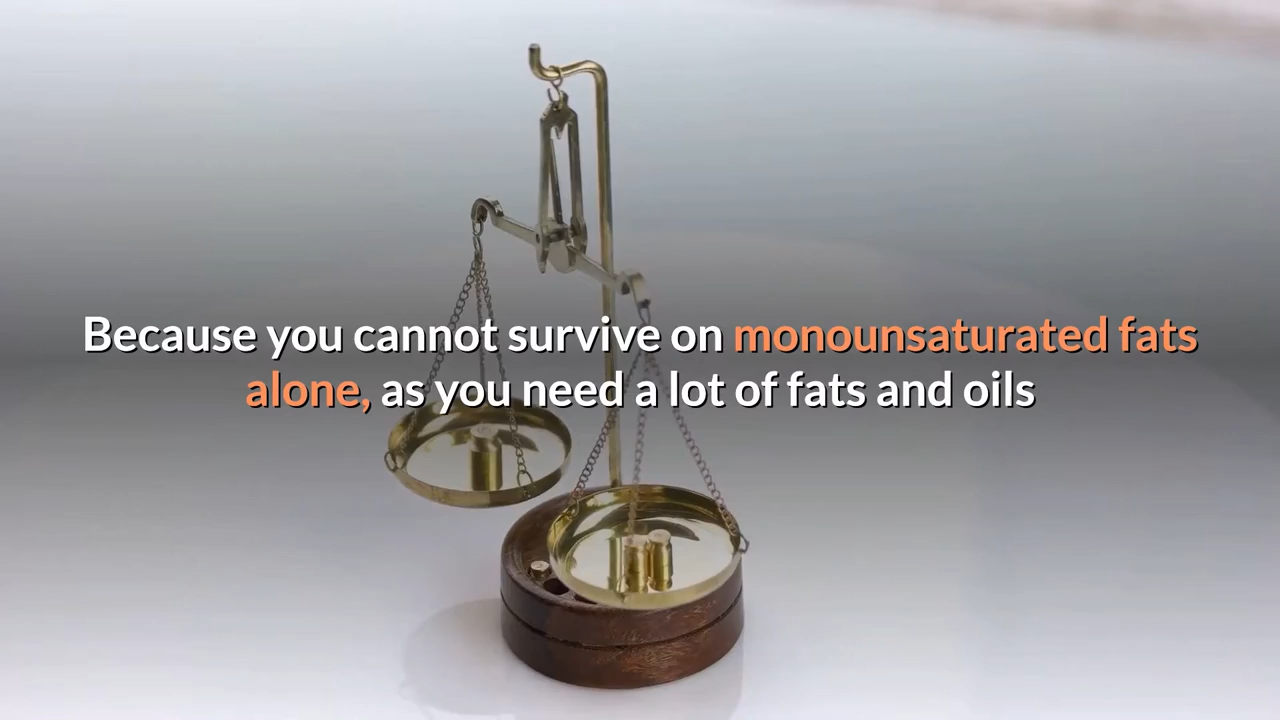 Because you cannot survive on monounsaturated fats
alone, as you need a lot of fats and oils